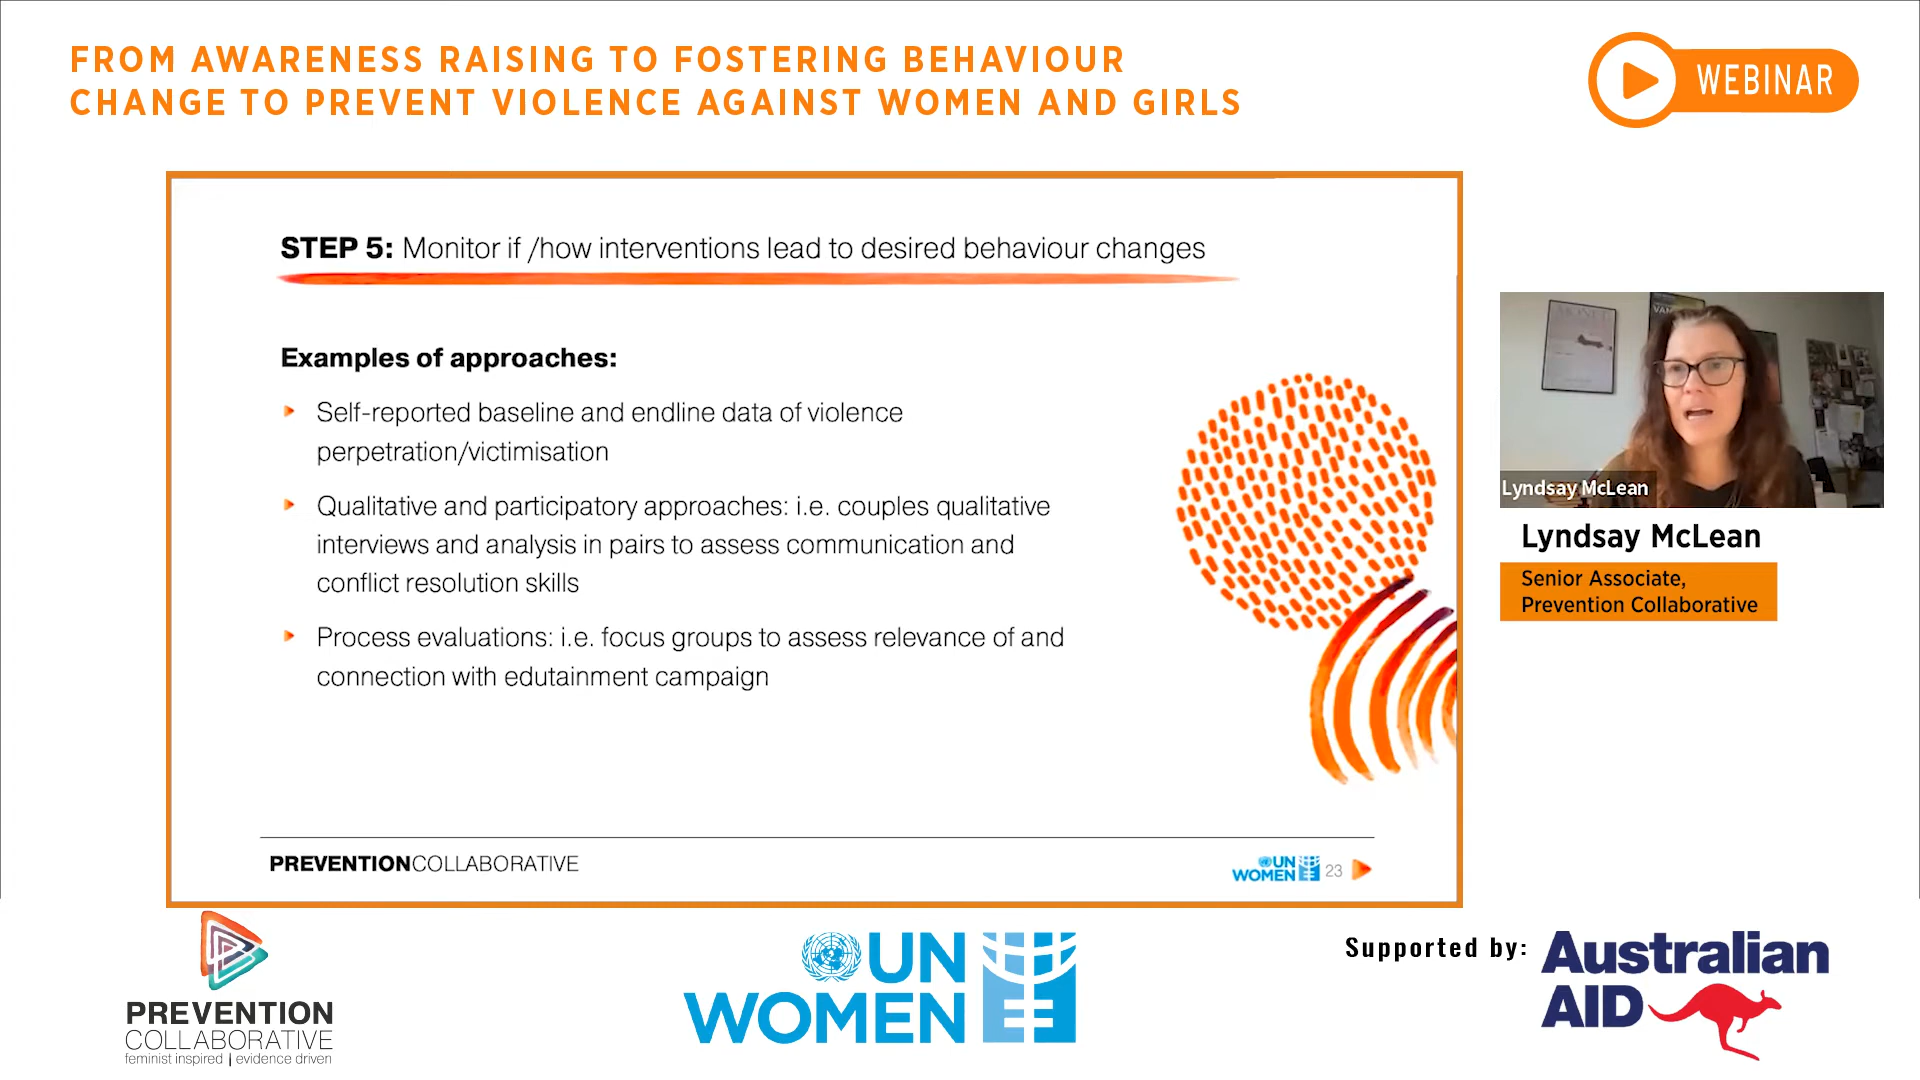 FROM AWARENESS RAISING TO FOSTERING BEHAVIOUR
CHANGE TO PREVENT VIOLENCE AGAINST WOMEN AND GIRLS
WEBINAR
STEP 5: Monitor if /how interventions lead to desired behaviour changes
Examples of approaches:
Self-reported baseline and endline data of violence
perpetration/victimisation
Qualitative and participatory approaches: i.e. couples qualitative
interviews and analysis in pairs to assess communication and
conflict resolution skills
Process evaluations: i.e. focus groups to assess relevance of and
connection with edutainment campaign
PREVENTIONCOLLABORATIVE
UN
WOMEN
23
Lyndsay McLean
Lyndsay McLean
Senior Associate,
Prevention Collaborative
PREVENTION
COLLABORATIVE
feminist inspired | evidence driven
UN
WOMEN
Supported by:
Australian
AID